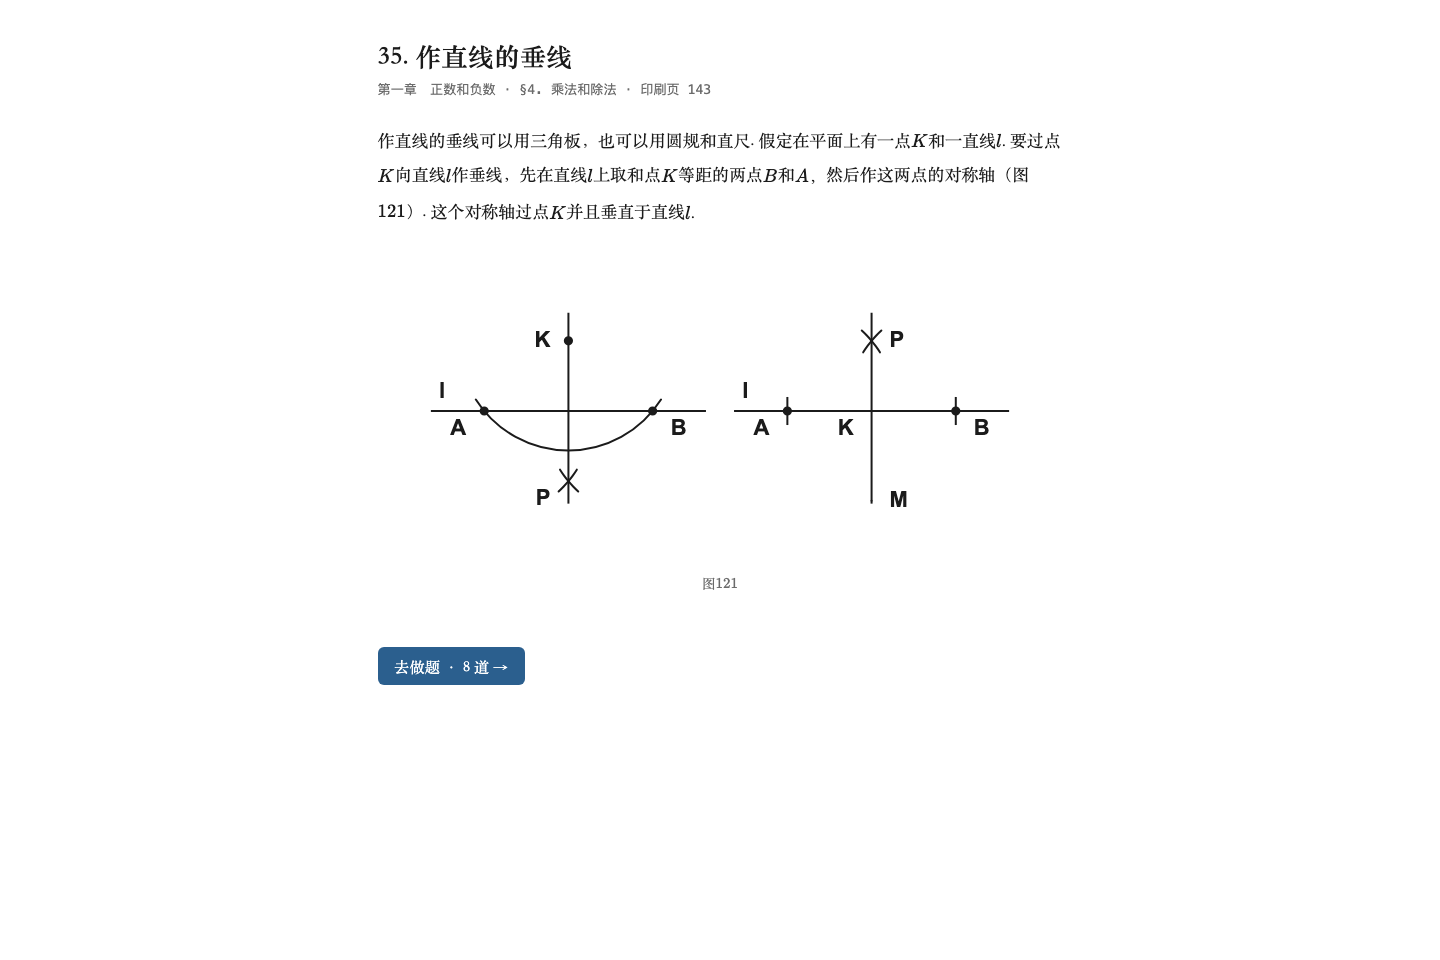 35. 作直线的垂线
第一章 正数和负数 · §4. 乘法和除法 · 印刷页 143
作直线的垂线可以用三角板，也可以用圆规和直尺. 假定在平面上有一点K和一直线l. 要过点
K向直线l作垂线，先在直线l上取和点K等距的两点B和A，然后作这两点的对称轴（图
121）. 这个对称轴过点K并且垂直于直线l.
K
P
l
l
A
B
A
K
B
P
M
图121
去做题 · 8 道 →